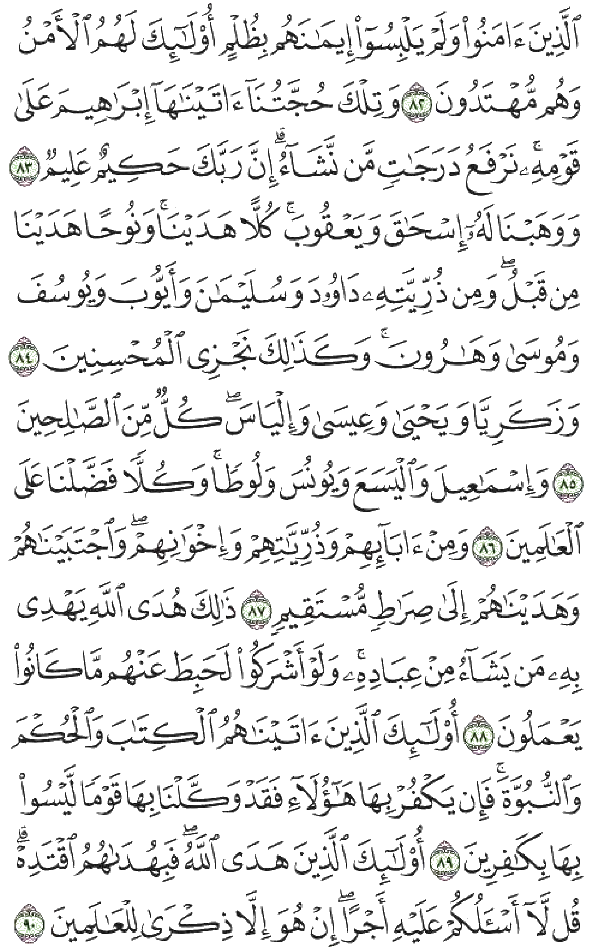 ٱلَّذِينَ ءَامَنُوا۟ وَلَمْ يَلْبِسُوٓا۟ إِيمَـٰنَهُم بِظُلْمٍ أُو۟لَـٰٓئِكَ لَهُمُ ٱلْأَمْنُ
وَهُم مُّهْتَدُونَ ٨٢ وَتِلْكَ حُجَّتُنَآ ءَاتَيْنَـٰهَآ إِبْرَٰهِيمَ عَلَىٰ
قَوْمِهِۦ ۚ نَرْفَعُ دَرَجَـٰتٍ مَّن نَّشَآءُ ۗ إِنَّ رَبَّكَ حَكِيمٌ عَلِيمٌ ٨٣
وَوَهَبْنَا لَهُۥٓ إِسْحَـٰقَ وَيَعْقُوبَ ۚ كُلًّا هَدَيْنَا ۚ وَنُوحًا هَدَيْنَا
مِن قَبْلُ ۖ وَمِن ذُرِّيَّتِهِۦ دَاوُۥدَ وَسُلَيْمَـٰنَ وَأَيُّوبَ وَيُوسُفَ
وَمُوسَىٰ وَهَـٰرُونَ ۚ وَكَذَٰلِكَ نَجْزِى ٱلْمُحْسِنِينَ ٨٤
وَزَكَرِيَّا وَيَحْيَىٰ وَعِيسَىٰ وَإِلْيَاسَ ۖ كُلٌّ مِّنَ ٱلصَّـٰلِحِينَ
٨٥ وَإِسْمَـٰعِيلَ وَٱلْيَسَعَ وَيُونُسَ وَلُوطًا ۚ وَكُلًّا فَضَّلْنَا عَلَى
ٱلْعَـٰلَمِينَ ٨٦ وَمِنْ ءَابَآئِهِمْ وَذُرِّيَّـٰتِهِمْ وَإِخْوَٰنِهِمْ ۖ وَٱجْتَبَيْنَـٰهُمْ
وَهَدَيْنَـٰهُمْ إِلَىٰ صِرَٰطٍ مُّسْتَقِيمٍ ٨٧ ذَٰلِكَ هُدَى ٱللَّهِ يَهْدِى
بِهِۦ مَن يَشَآءُ مِنْ عِبَادِهِۦ ۚ وَلَوْ أَشْرَكُوا۟ لَحَبِطَ عَنْهُم مَّا كَانُوا۟
يَعْمَلُونَ ٨٨ أُو۟لَـٰٓئِكَ ٱلَّذِينَ ءَاتَيْنَـٰهُمُ ٱلْكِتَـٰبَ وَٱلْحُكْمَ
وَٱلنُّبُوَّةَ ۚ فَإِن يَكْفُرْ بِهَا هَـٰٓؤُلَآءِ فَقَدْ وَكَّلْنَا بِهَا قَوْمًا لَّيْسُوا۟
بِهَا بِكَـٰفِرِينَ ٨٩ أُو۟لَـٰٓئِكَ ٱلَّذِينَ هَدَى ٱللَّهُ ۖ فَبِهُدَىٰهُمُ ٱقْتَدِهْ ۗ
قُل لَّآ أَسْـَٔلُكُمْ عَلَيْهِ أَجْرًا ۖ إِنْ هُوَ إِلَّا ذِكْرَىٰ لِلْعَـٰلَمِينَ ٩٠